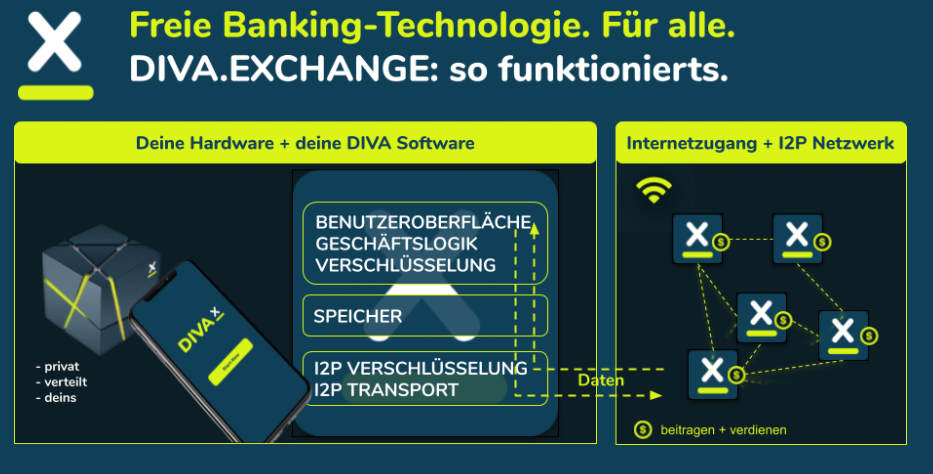 Freie Banking-Technologie. Für alle.
DIVA.EXCHANGE: so funktionierts.
Deine Hardware + deine DIVA Software
- privat
- verteilt
- deins
DIVA X
BENUTZEROBERFLÄCHE
GESCHÄFTSLOGIK
VERSCHLÜSSELUNG
SPEICHER
I2P VERSCHLÜSSELUNG
I2P TRANSPORT
Daten
Internetzugang + I2P Netzwerk
$ beitragen + verdienen